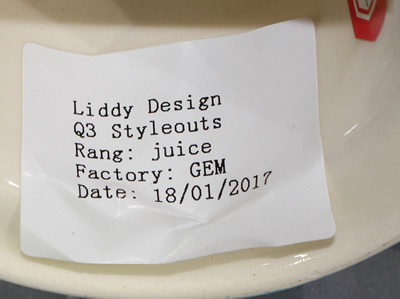 Liddy Design
Q3 Styleouts
Rang: juice
Factory: GEM
Date: 18/01/2017